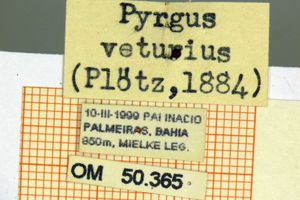 Pyrgus
veturius
(Plötz,1884)
10-III-1999 PAI INACIO
PALMEIRAS, BAHIA
850m, MIELKE LEG.
OM 50.365